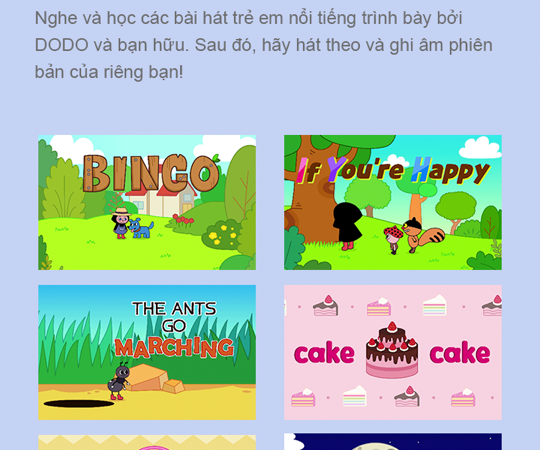 Nghe và học các bài hát trẻ em nổi tiếng trình bày bởi
DODO và bạn hữu. Sau đó, hãy hát theo và ghi âm phiên
bản của riêng bạn!
BINGO
If You're Happy
THE ANTS
GO
MARCHING
cake cake